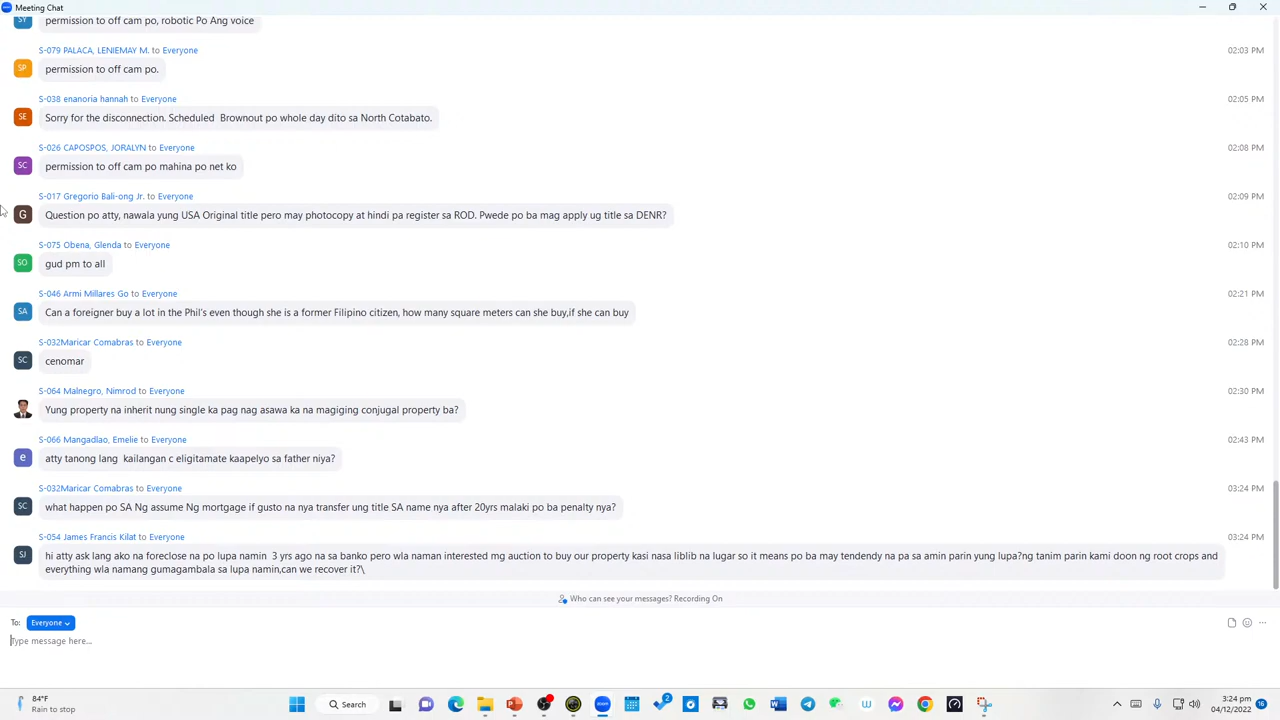 Meeting Chat
SY
permission to off cam po, robotic Po Ang voice
S-079 PALACA, LENIEMAY M. to Everyone
02:03 PM
SP
permission to off cam po.
S-038 enanoria hannah to Everyone
02:05 PM
SE
Sorry for the disconnection. Scheduled Brownout po whole day dito sa North Cotabato.
S-026 CAPOSPOS, JORALYN to Everyone
02:08 PM
SC
permission to off cam po mahina po net ko
S-017 Gregorio Bali-ong Jr. to Everyone
02:09 PM
G
Question po atty, nawala yung USA Original title pero may photocopy at hindi pa register sa ROD. Pwede po ba mag apply ug title sa DENR?
S-075 Obena, Glenda to Everyone
02:10 PM
SO
gud pm to all
S-046 Armi Millares Go to Everyone
02:21 PM
SA
Can a foreigner buy a lot in the Phil's even though she is a former Filipino citizen, how many square meters can she buy,if she can buy
S-032Maricar Comabras to Everyone
02:28 PM
SC
cenomar
S-064 Malnegro, Nimrod to Everyone
02:30 PM
Yung property na inherit nung single ka pag nag asawa ka na magiging conjugal property ba?
S-066 Mangadlao, Emelie to Everyone
02:43 PM
e
atty tanong lang kailangan c eligitamate kaapelyo sa father niya?
S-032Maricar Comabras to Everyone
03:24 PM
SC
what happen po SA Ng assume Ng mortgage if gusto na nya transfer ung title SA name nya after 20yrs malaki po ba penalty nya?
S-054 James Francis Kilat to Everyone
03:24 PM
SJ
hi atty ask lang ako na foreclose na po lupa namin 3 yrs ago na sa banko pero wla naman interested mg auction to buy our property kasi nasa liblib na lugar so it means po ba may tendendy na pa sa amin parin yung lupa?ng tanim parin kami doon ng root crops and
everything wla namang gumagambala sa lupa namin,can we recover it?\
Who can see your messages? Recording On
To: Everyone
Type message here...
84°F
Rain to stop
Search
zoom
2
W
3:24 pm
04/12/2022
16